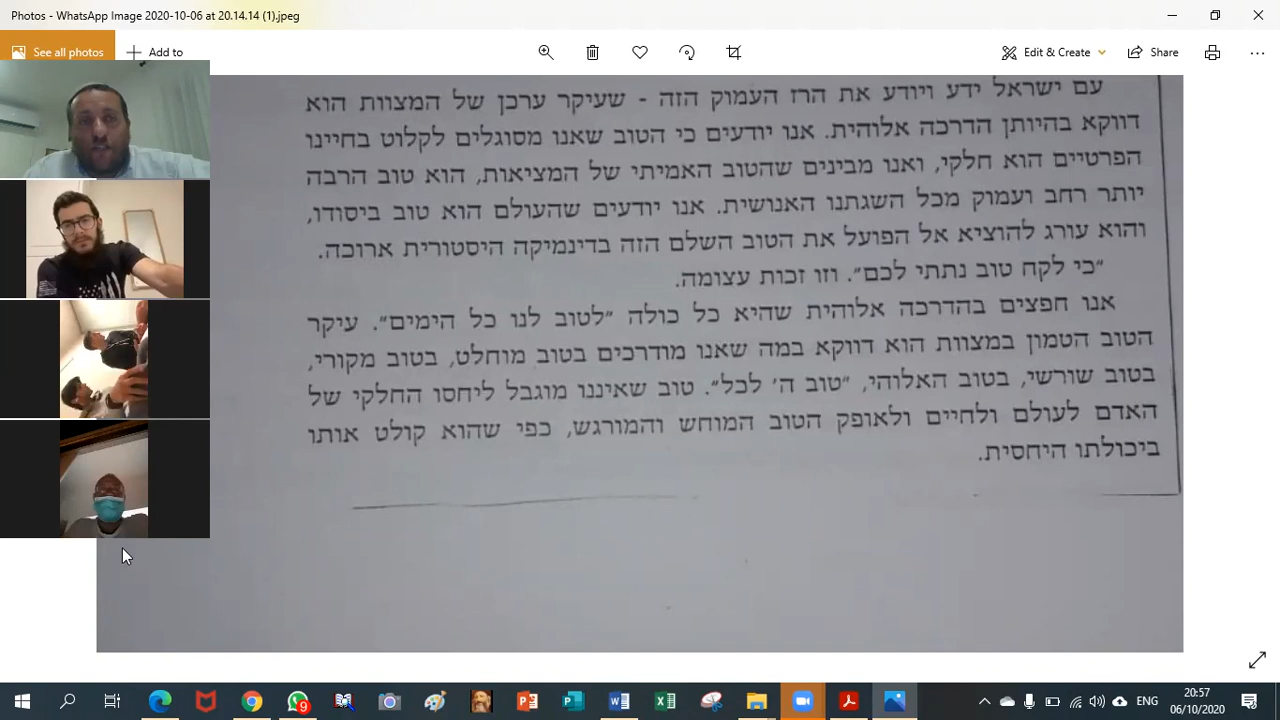 Photos - WhatsApp Image 2020-10-06 at 20.14.14 (1).jpeg
See all photos
Add to
Edit & Create
Share
עם ישראל ידע ויודע את הרז העמוק הזה - שעיקר ערכן של המצוות הוא
דווקא בהיותן הדרכה אלוהית. אנו יודעים כי הטוב שאנו מסוגלים לקלוט בחיינו
הפרטיים הוא חלקי, ואנו מבינים שהטוב האמיתי של המציאות, הוא טוב הרבה
יותר רחב ועמוק מכל השגתנו האנושית. אנו יודעים שהעולם הוא טוב ביסודו,
והוא עורג להוציא אל הפועל את הטוב השלם הזה בדינמיקה היסטורית ארוכה.
"כי לקח טוב נתתי לכם". וזו זכות עצומה.
אנו חפצים בהדרכה אלוהית שהיא כל כולה "לטוב לנו כל הימים". עיקר
הטוב הטמון במצוות הוא דווקא במה שאנו מודרכים בטוב מוחלט, בטוב מקורי,
בטוב שורשי, בטוב האלוהי, "טוב ה' לכל". טוב שאיננו מוגבל ליחסו החלקי של
האדם לעולם ולחיים ולאופק הטוב המוחש והמורגש, כפי שהוא קולט אותו
ביכולתו היחסית.
9
ENG
20:57
06/10/2020